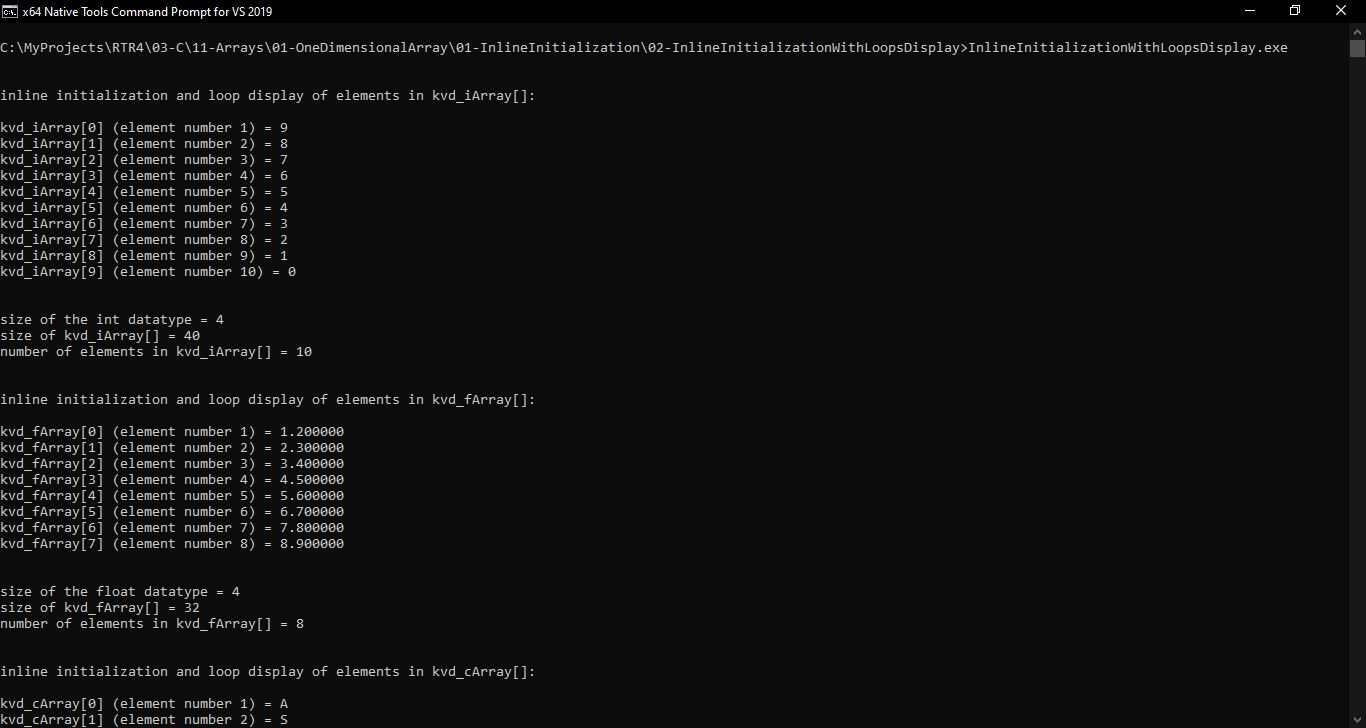 x64 Native Tools Command Prompt for VS 2019
C:\MyProjects\RTR4\03-C\11-Arrays\01-OneDimensionalArray\01-InlineInitialization\02-InlineInitializationWithLoopsDisplay>InlineInitializationWithLoopsDisplay.exe
inline initialization and loop display of elements in kvd_iArray[]:
kvd_iArray[0] (element number 1) = 9
kvd_iArray[1] (element number 2) = 8
kvd_iArray[2] (element number 3) = 7
kvd_iArray[3] (element number 4) = 6
kvd_iArray[4] (element number 5) = 5
kvd_iArray[5] (element number 6) = 4
kvd_iArray[6] (element number 7) = 3
kvd_iArray[7] (element number 8) = 2
kvd_iArray[8] (element number 9) = 1
kvd_iArray[9] (element number 10) = 0
size of the int datatype = 4
size of kvd_iArray[] = 40
number of elements in kvd_iArray[] = 10
inline initialization and loop display of elements in kvd_fArray[]:
kvd_fArray[0] (element number 1) = 1.200000
kvd_fArray[1] (element number 2) = 2.300000
kvd_fArray[2] (element number 3) = 3.400000
kvd_fArray[3] (element number 4) = 4.500000
kvd_fArray[4] (element number 5) = 5.600000
kvd_fArray[5] (element number 6) = 6.700000
kvd_fArray[6] (element number 7) = 7.800000
kvd_fArray[7] (element number 8) = 8.900000
size of the float datatype = 4
size of kvd_fArray[] = 32
number of elements in kvd_fArray[] = 8
inline initialization and loop display of elements in kvd_cArray[]:
kvd_cArray[0] (element number 1) = A
kvd_cArray[1] (element number 2) = S